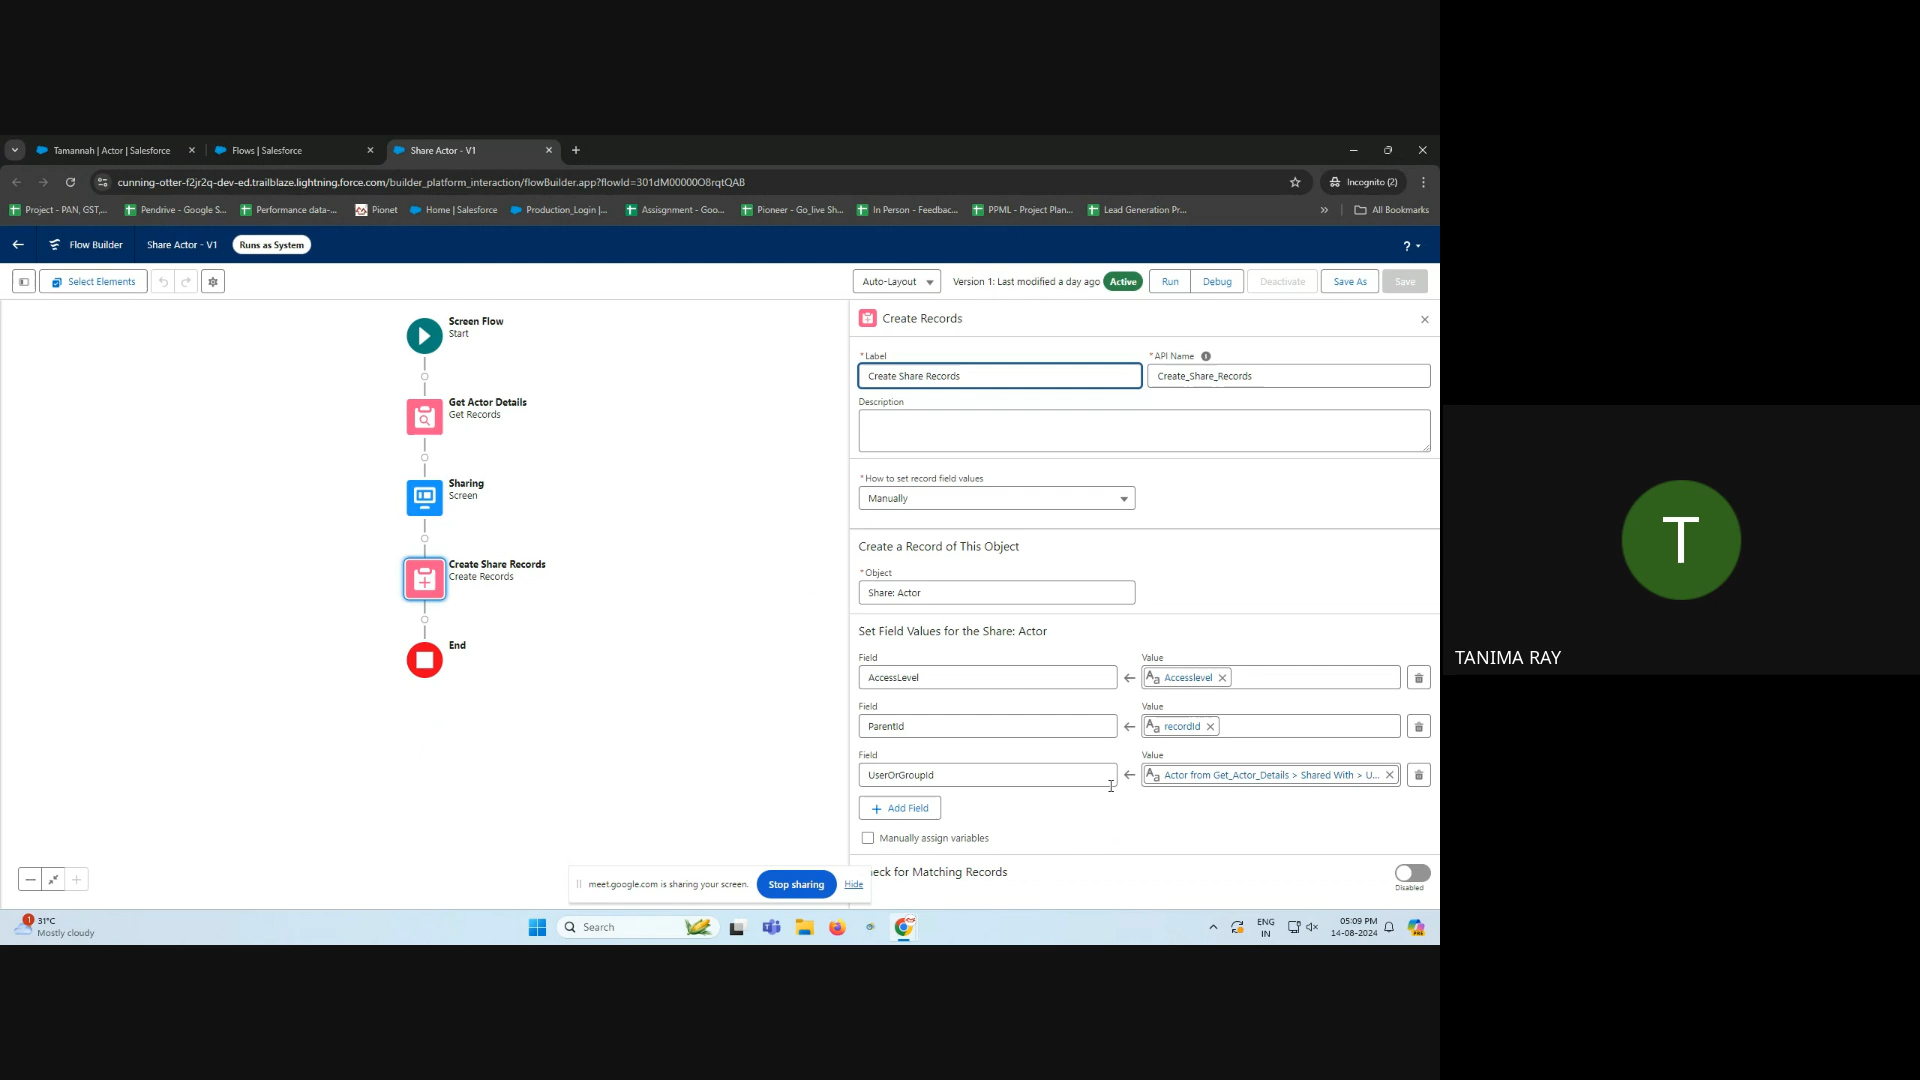 Tamannah | Actor | Salesforce
Flows | Salesforce
Share Actor - V1
cunning-otter-f2jr2q-dev-ed.trailblaze.lightning.force.com/builder_platform_interaction/flowBuilder.app?flowId=301dM00000O8rqtQAB
Incognito (2)
Project - PAN, GST,...
Pendrive - Google S...
Performance data-...
Pionet
Home | Salesforce
Production_Login |...
Assisgnment - Goo...
Pioneer - Go_live Sh...
In Person - Feedbac...
PPML - Project Plan...
Lead Generation Pr...
»
All Bookmarks
Flow Builder
Share Actor - V1
Runs as System
?
Select Elements
Auto-Layout
Version 1: Last modified a day ago
Active
Run
Debug
Deactivate
Save As
Save
Screen Flow
Start
Get Actor Details
Get Records
Sharing
Screen
Create Share Records
Create Records
End
Create Records
*Label
Create Share Records
*API Name
Create_Share_Records
Description
*How to set record field values
Manually
Create a Record of This Object
*Object
Share: Actor
Set Field Values for the Share: Actor
Field
Value
AccessLevel
Aa Accesslevel
Field
Value
ParentId
Aa recordId
Field
Value
UserOrGroupId
Aa Actor from Get_Actor_Details > Shared With > U...
+ Add Field
Manually assign variables
eck for Matching Records
Disabled
meet.google.com is sharing your screen.
Stop sharing
Hide
1
31°C
Mostly cloudy
Search
ENG
IN
05:09 PM
14-08-2024
T
TANIMA RAY